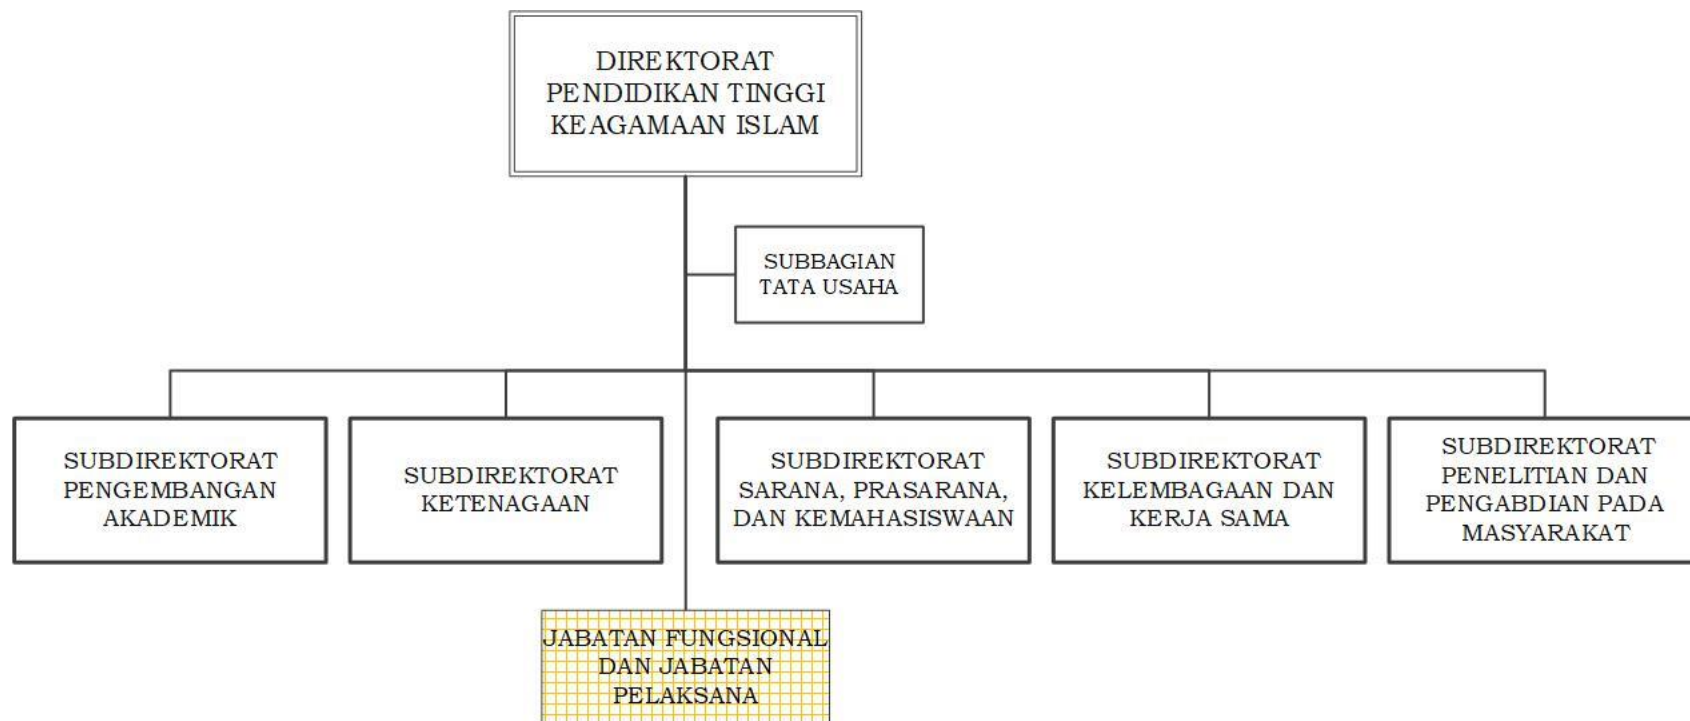 DIREKTORAT
PENDIDIKAN TINGGI
KEAGAMAAN ISLAM
SUBBAGIAN
TATA USAHA
SUBDIREKTORAT
PENGEMBANGAN
AKADEMIK
SUBDIREKTORAT
KETENAGAAN
SUBDIREKTORAT
SARANA, PRASARANA,
DAN KEMAHASISWAAN
SUBDIREKTORAT
KELEMBAGAAN DAN
KERJA SAMA
SUBDIREKTORAT
PENELITIAN DAN
PENGABDIAN PADA
MASYARAKAT
JABATAN FUNGSIONAL
DAN JABATAN
PELAKSANA